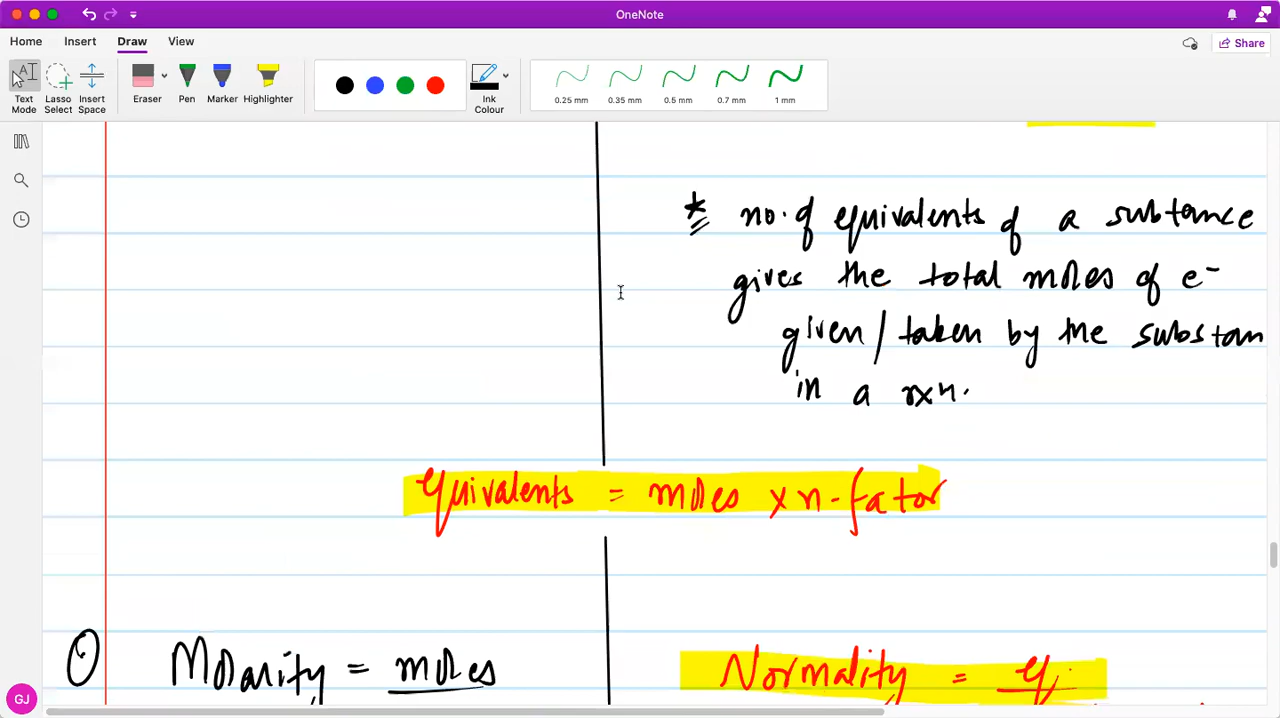 OneNote
Home Insert Draw View
Share
Text Mode
Lasso Select
Insert Space
Eraser
Pen
Marker
Highlighter
Ink Colour
0.25 mm 0.35 mm 0.5 mm 0.7 mm 1 mm
* no. of equivalents of a substance
gives the total moles of e-
given/taken by the substan
in a rxn.
equivalents = moles x n-factor
Molarity = moles
Normality = eq.
GJ